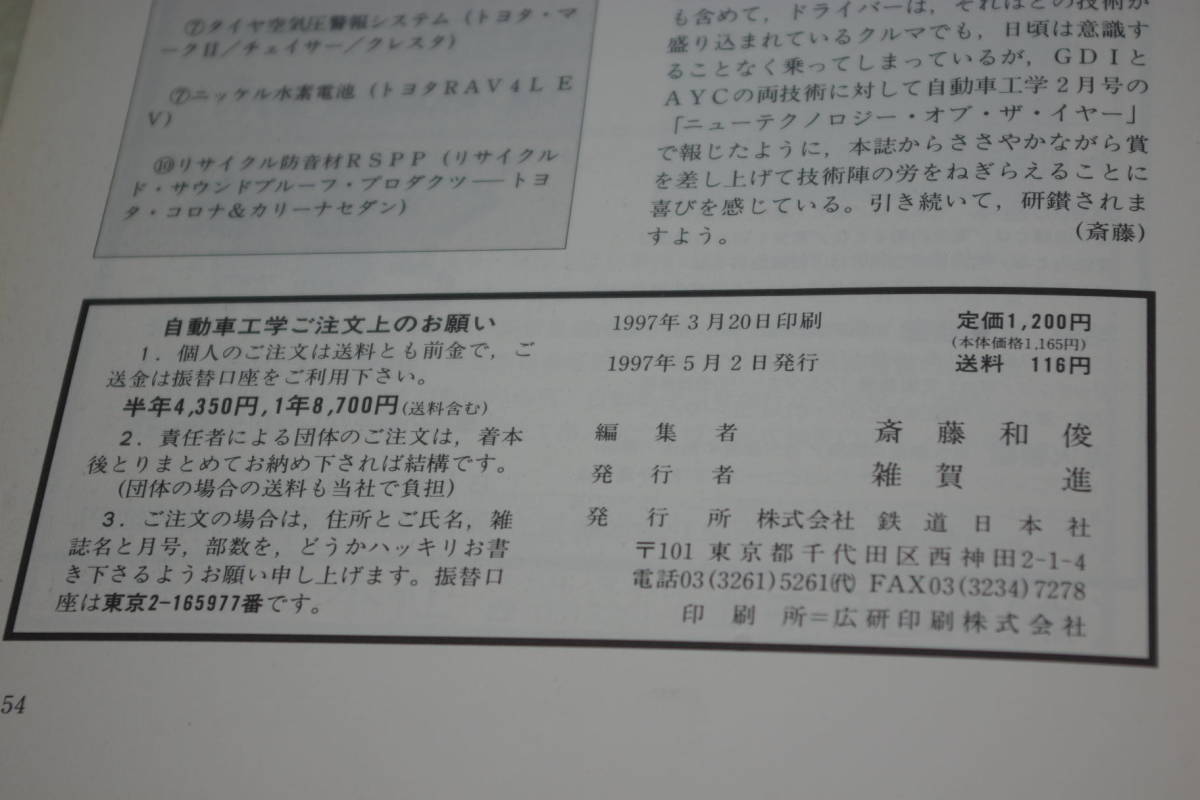 ⑦タイヤ空気圧警報システム（トヨタ・マ
ークⅡ／チェイサー／クレスタ）
⑦ニッケル水素電池（トヨタＲＡＶ４Ｌ Ｅ
Ｖ）
⑩リサイクル防音材ＲＳＰＰ（リサイクル
ド・サウンドプルーフ・プロダクツ――トヨ
タ・コロナ＆カリーナセダン）
も含めて，ドライバーは，それほどの技術が
盛り込まれているクルマでも，日頃は意識す
ることなく乗ってしまっているが，ＧＤＩと
ＡＹＣの両技術に対して自動車工学２月号の
「ニューテクノロジー・オブ・ザ・イヤー」
で報じたように，本誌からささやかながら賞
を差し上げて技術陣の労をねぎらえることに
喜びを感じている。引き続いて，研鑽されま
すよう。 (斎藤)
自動車工学ご注文上のお願い
1．個人のご注文は送料とも前金で，ご
送金は振替口座をご利用下さい。
半年4,350円，1年8,700円(送料含む)
2．責任者による団体のご注文は，着本
後とりまとめてお納め下されば結構です。
(団体の場合の送料も当社で負担)
3．ご注文の場合は，住所とご氏名，雑
誌名と月号，部数を，どうかハッキリお書
き下さるようお願い申し上げます。振替口
座は東京2-165977番です。
1997年３月20日印刷
1997年５月２日発行
定価1,200円
(本体価格1,165円)
送料 116円
編集者 斎藤和俊
発行者 雑賀 進
発行所 株式会社 鉄道日本社
〒101 東京都千代田区西神田2-1-4
電話03(3261)5261㈹ FAX03(3234)7278
印刷所＝広研印刷株式会社
54